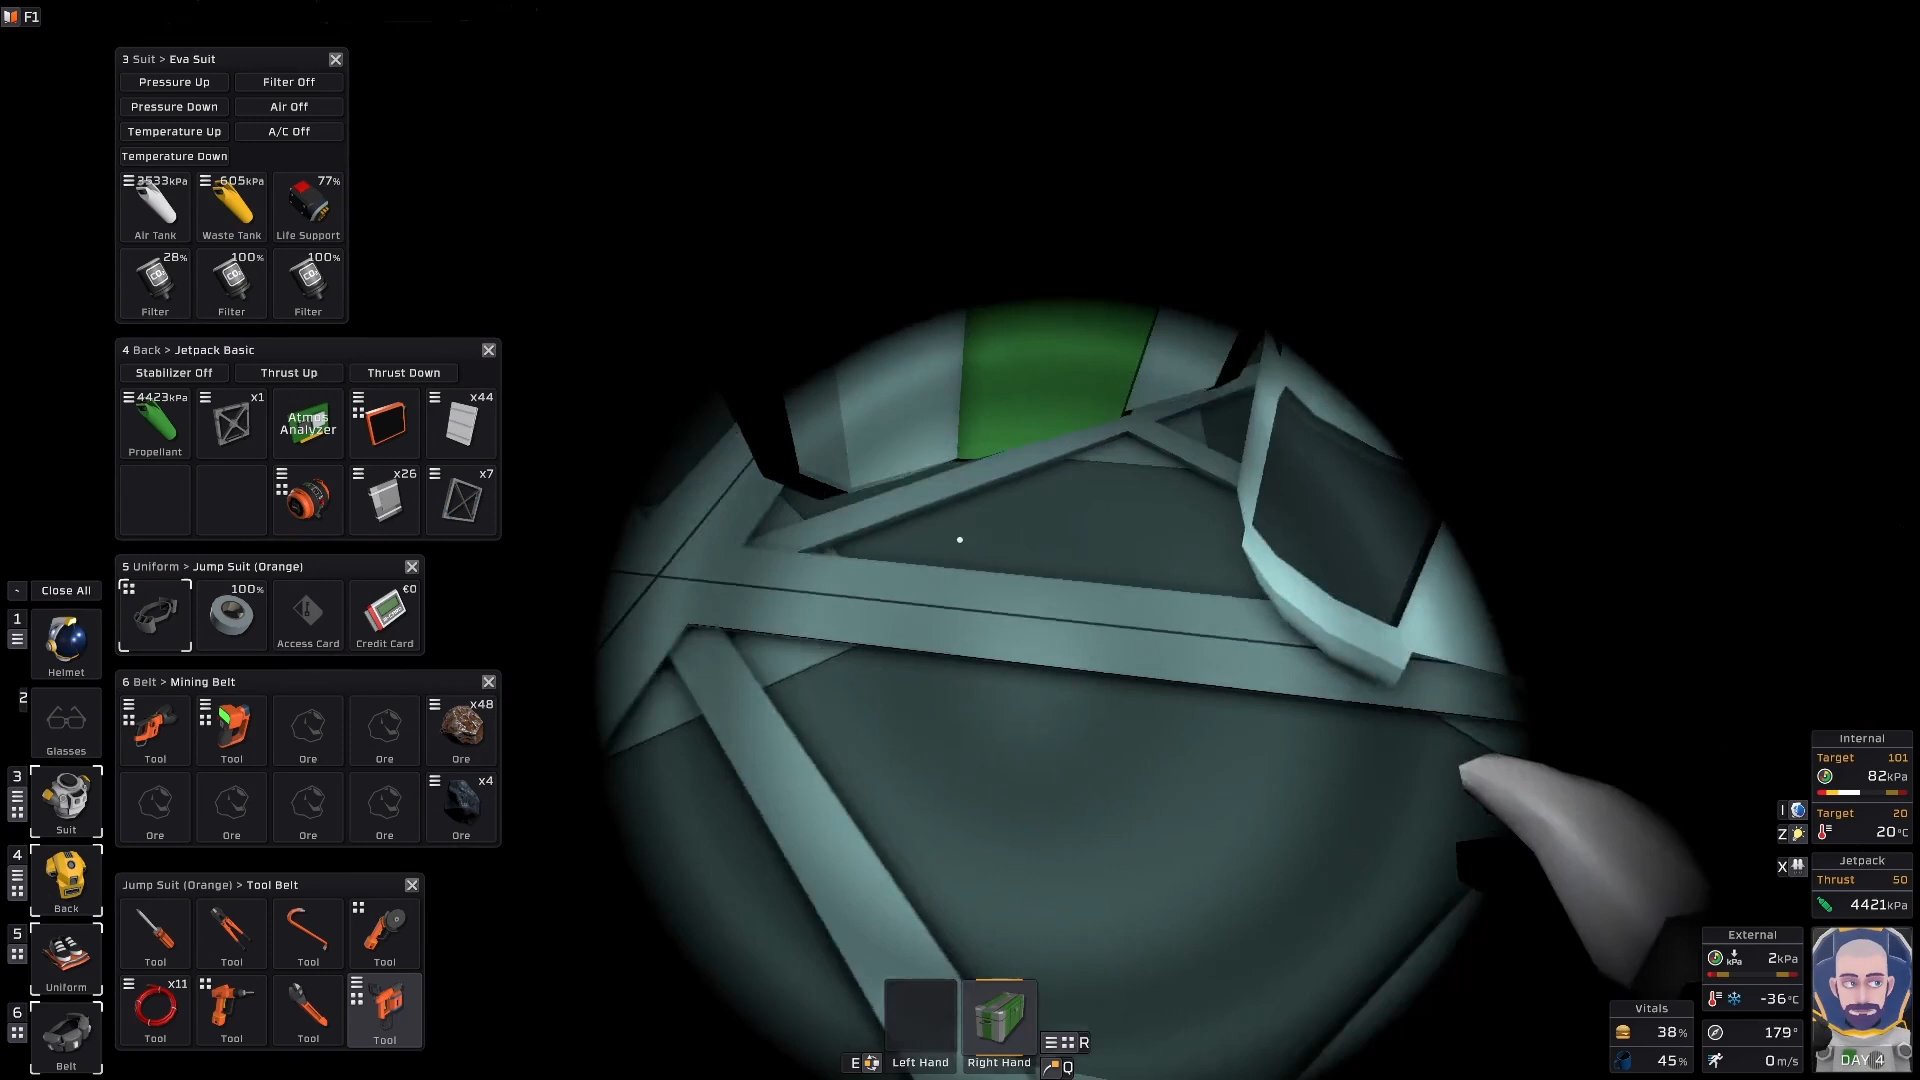 F1
3 Suit > Eva Suit
Pressure Up
Filter Off
Pressure Down
Air Off
Temperature Up
A/C Off
Temperature Down
3533kPa
605kPa
77%
Air Tank
Waste Tank
Life Support
28%
100%
100%
Filter
Filter
Filter
4 Back > Jetpack Basic
Stabilizer Off
Thrust Up
Thrust Down
4423kPa
x1
Atmos
Analyzer
x44
Propellant
x26
x7
5 Uniform > Jump Suit (Orange)
100%
€0
Access Card
Credit Card
6 Belt > Mining Belt
x48
Tool
Tool
Ore
Ore
Ore
x4
Ore
Ore
Ore
Ore
Ore
Jump Suit (Orange) > Tool Belt
Tool
Tool
Tool
Tool
x11
Tool
Tool
Tool
Tool
~
Close All
1
Helmet
2
Glasses
3
Suit
4
Back
5
Uniform
6
Belt
E
Left Hand
Right Hand
R
Q
Internal
Target 101
82kPa
Target 20
20°C
I
Z
X
Jetpack
Thrust 50
4421kPa
External
kPa
2kPa
-36°C
179°
0m/s
Vitals
38%
45%
DAY 4